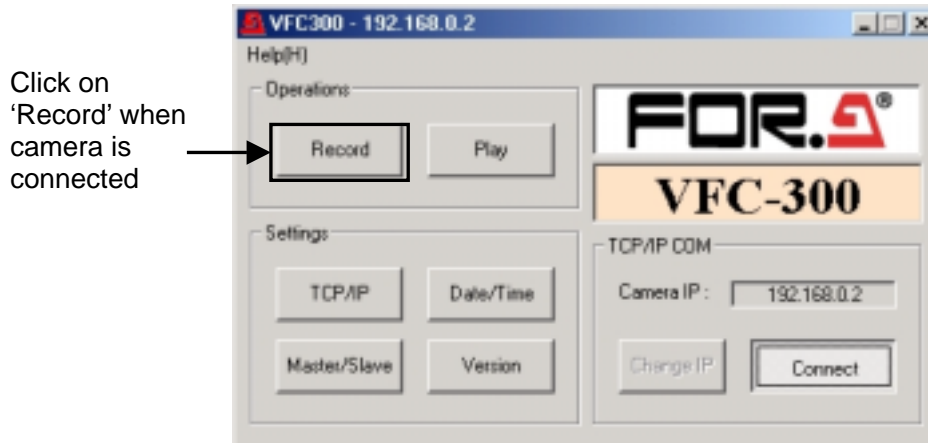 VFC300 - 192.168.0.2
Help(H)
Click on
‘Record’ when
camera is
connected
Operations
Record
Play
FOR.A®
VFC-300
Settings
TCP/IP
Date/Time
Master/Slave
Version
TCP/IP COM
Camera IP :
192.168.0.2
Change IP
Connect